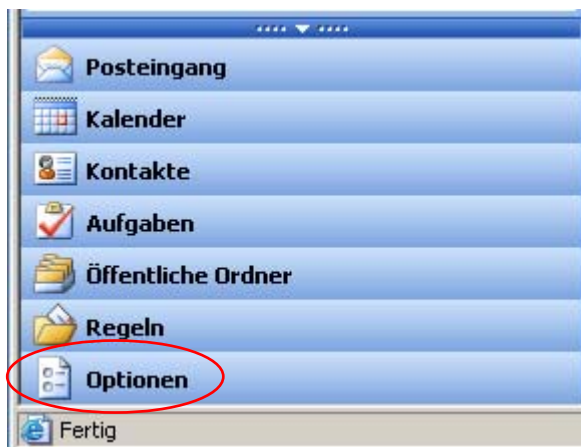 Posteingang
Kalender
Kontakte
Aufgaben
Öffentliche Ordner
Regeln
Optionen
Fertig